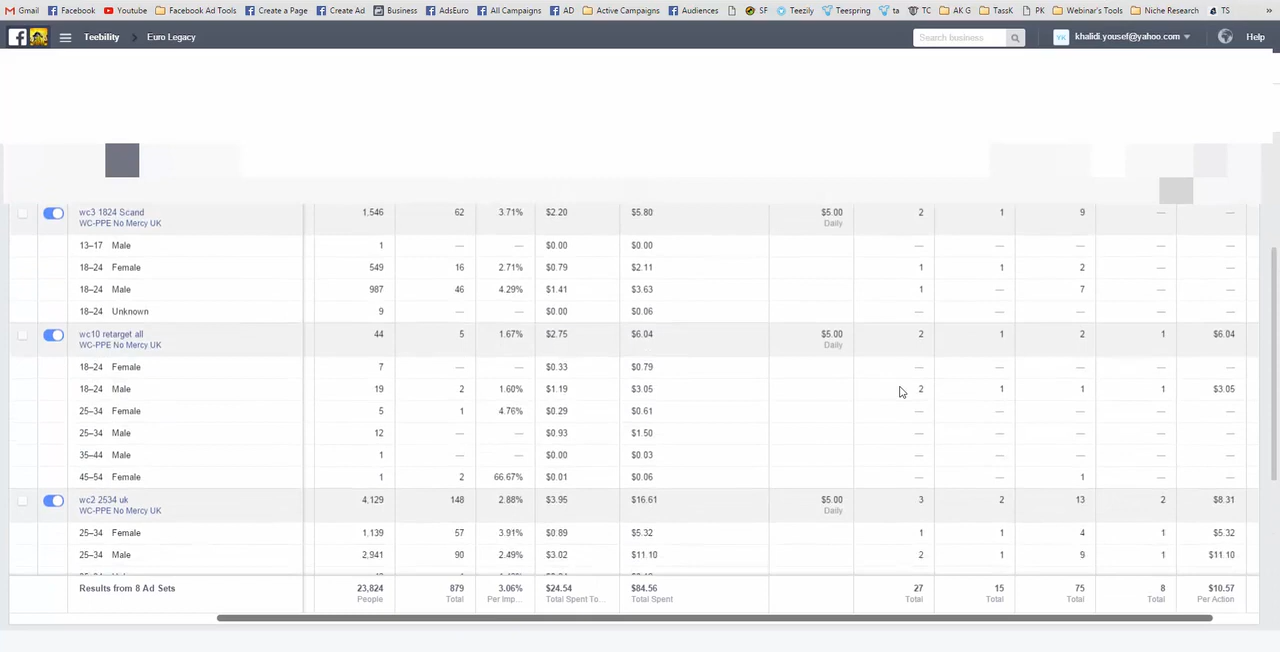 Gmail Facebook Youtube Facebook Ad Tools Create a Page Create Ad Business AdsEuro All Campaigns AD Active Campaigns Audiences SF Teezily Teespring ta TC AK G TassK PK Webinar's Tools Niche Research TS »
Teebility Euro Legacy Search business YK khalidi.yousef@yahoo.com Help
wc3 1824 Scand 1,546 62 3.71% $2.20 $5.80 $5.00 2 1 9 — —
WC-PPE No Mercy UK Daily
13–17 Male 1 — — $0.00 $0.00 — — — — —
18–24 Female 549 16 2.71% $0.79 $2.11 1 1 2 — —
18–24 Male 987 46 4.29% $1.41 $3.63 1 — 7 — —
18–24 Unknown 9 — — $0.00 $0.06 — — — — —
wc10 retarget all 44 5 1.67% $2.75 $6.04 $5.00 2 1 2 1 $6.04
WC-PPE No Mercy UK Daily
18–24 Female 7 — — $0.33 $0.79 — — — — —
18–24 Male 19 2 1.60% $1.19 $3.05 2 1 1 1 $3.05
25–34 Female 5 1 4.76% $0.29 $0.61 — — — — —
25–34 Male 12 — — $0.93 $1.50 — — — — —
35–44 Male 1 — — $0.00 $0.03 — — — — —
45–54 Female 1 2 66.67% $0.01 $0.06 — — 1 — —
wc2 2534 uk 4,129 148 2.88% $3.95 $16.61 $5.00 3 2 13 2 $8.31
WC-PPE No Mercy UK Daily
25–34 Female 1,139 57 3.91% $0.89 $5.32 1 1 4 1 $5.32
25–34 Male 2,941 90 2.49% $3.02 $11.10 2 1 9 1 $11.10
Results from 8 Ad Sets 23,824 879 3.06% $24.54 $84.56 27 15 75 8 $10.57
People Total Per Imp... Total Spent To... Total Spent Total Total Total Total Per Action